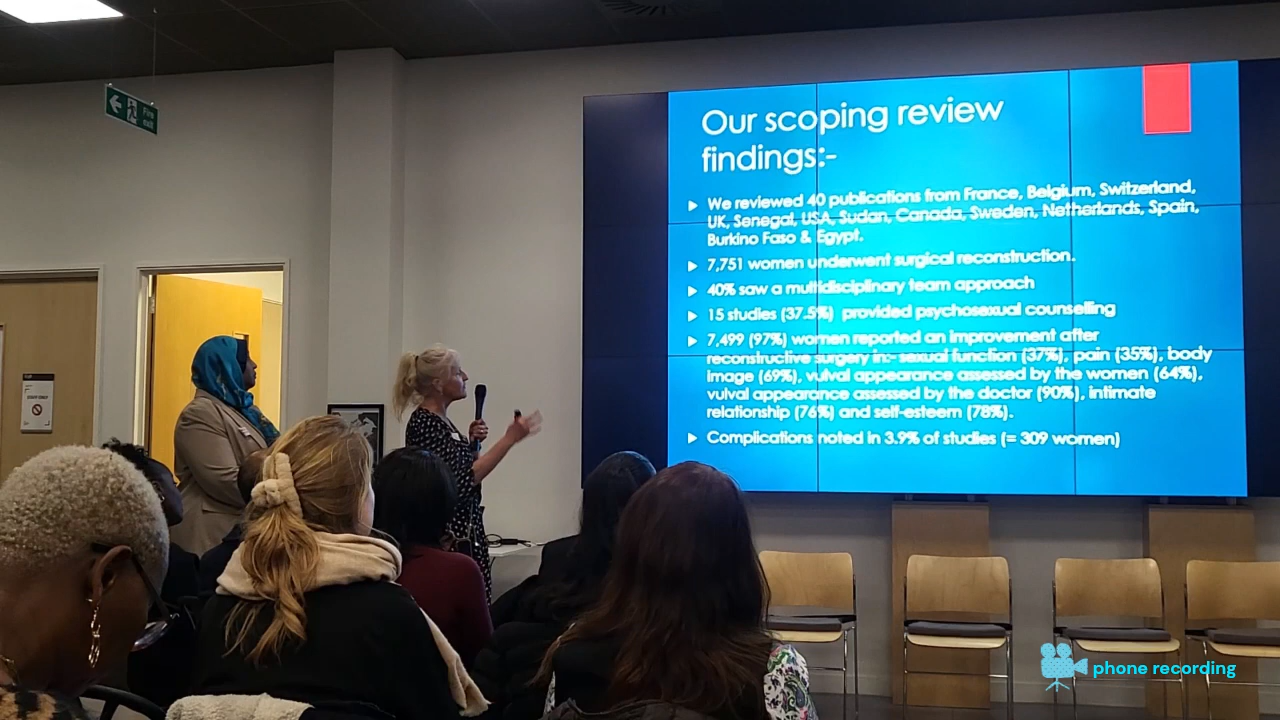 Fire
exit
Our scoping review
findings:-
We reviewed 40 publications from France, Belgium, Switzerland,
UK, Senegal, USA, Sudan, Canada, Sweden, Netherlands, Spain,
Burkino Faso & Egypt.
7,751 women underwent surgical reconstruction.
40% saw a multidisciplinary team approach
15 studies (37.5%) provided psychosexual counselling
7,499 (97%) women reported an improvement after
reconstructive surgery in:- sexual function (37%), pain (35%), body
image (69%), vulval appearance assessed by the women (64%),
vulval appearance assessed by the doctor (90%), intimate
relationship (76%) and self-esteem (78%).
Complications noted in 3.9% of studies (= 309 women)
phone recording